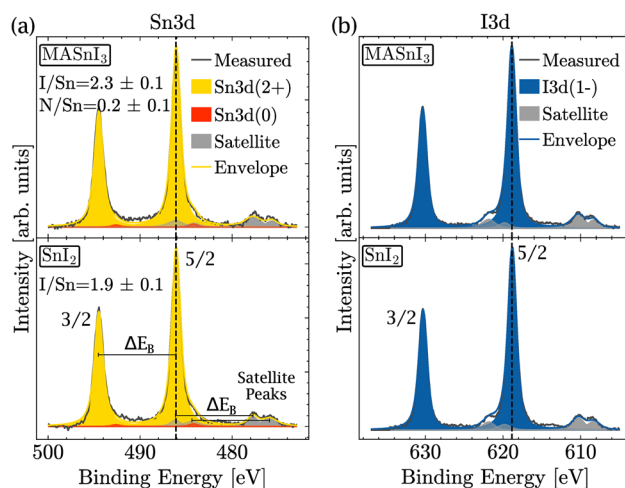 (a) Sn3d
MASnI3
I/Sn=2.3 ± 0.1
N/Sn=0.2 ± 0.1
Measured
Sn3d(2+)
Sn3d(0)
Satellite
Envelope
SnI2
I/Sn=1.9 ± 0.1
5/2
3/2
ΔEB
Satellite
Peaks
ΔEB
500 490 480
Binding Energy [eV]
Intensity [arb. units]
(b) I3d
MASnI3
Measured
I3d(1-)
Satellite
Envelope
SnI2
5/2
3/2
630 620 610
Binding Energy [eV]
Intensity [arb. units]